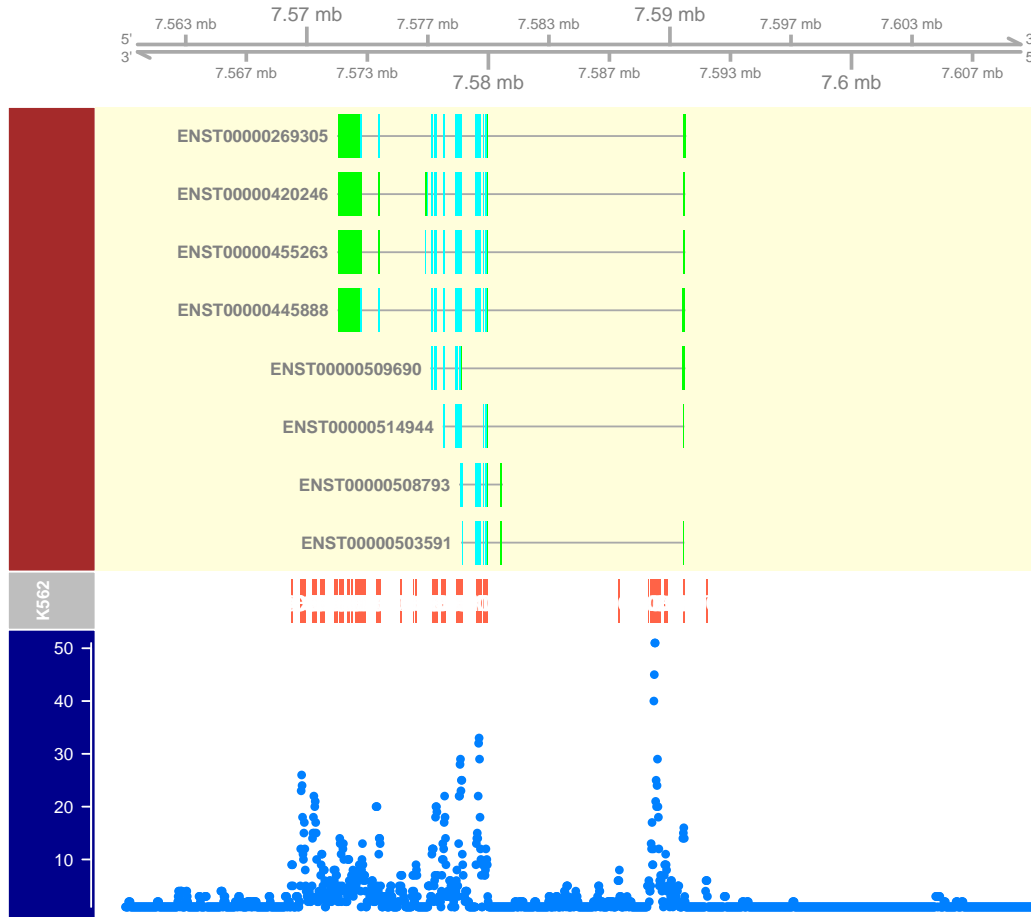 7.57 mb 7.59 mb
7.563 mb 7.577 mb 7.583 mb 7.597 mb 7.603 mb
5' 3'
3' 5'
7.567 mb 7.573 mb 7.587 mb 7.593 mb 7.607 mb
7.58 mb 7.6 mb
ENST00000269305
ENST00000420246
ENST00000455263
ENST00000445888
ENST00000509690
ENST00000514944
ENST00000508793
ENST00000503591
K562
50
40
30
20
10